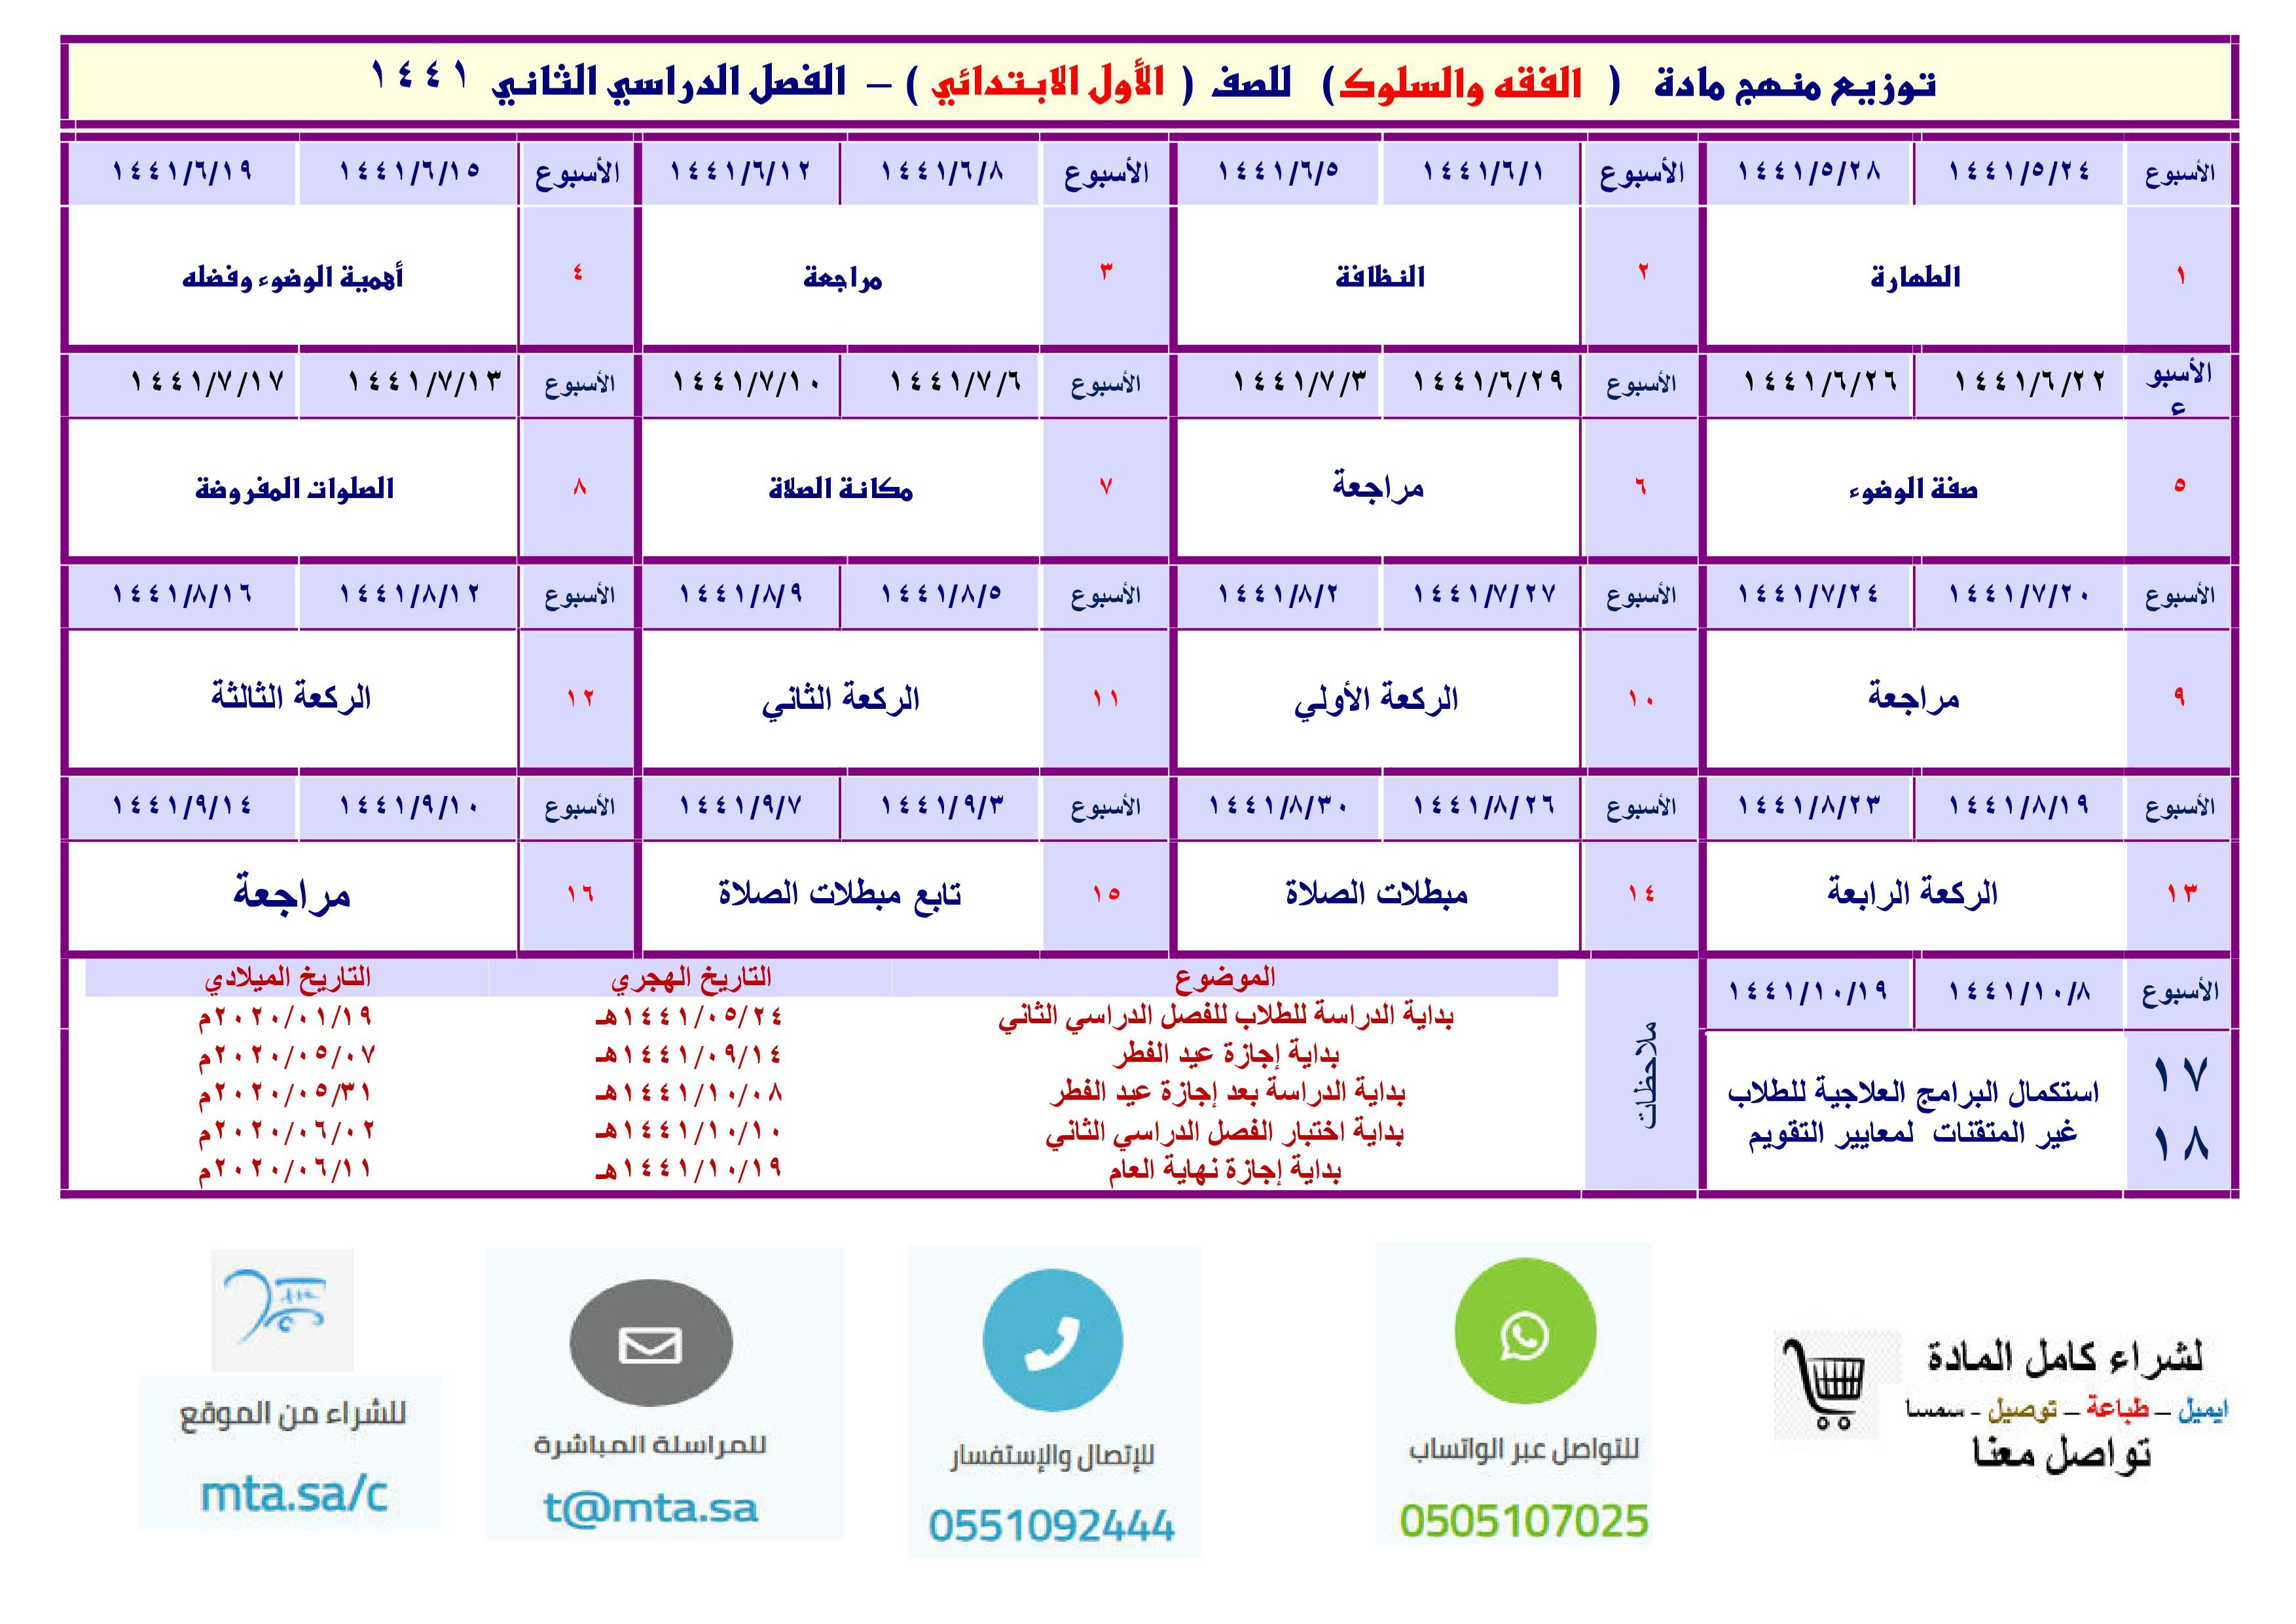 توزيع منهج مادة ( الفقه والسلوك ) للصف ( الأول الابتدائي ) – الفصل الدراسي الثاني ١٤٤١
الأسبوع ١٤٤١/٥/٢٤ ١٤٤١/٥/٢٨ الأسبوع ١٤٤١/٦/١ ١٤٤١/٦/٥ الأسبوع ١٤٤١/٦/٨ ١٤٤١/٦/١٢ الأسبوع ١٤٤١/٦/١٥ ١٤٤١/٦/١٩
١ الطهارة ٢ النظافة ٣ مراجعة ٤ أهمية الوضوء وفضله
الأسبوع ١٤٤١/٦/٢٢ ١٤٤١/٦/٢٦ الأسبوع ١٤٤١/٦/٢٩ ١٤٤١/٧/٣ الأسبوع ١٤٤١/٧/٦ ١٤٤١/٧/١٠ الأسبوع ١٤٤١/٧/١٣ ١٤٤١/٧/١٧
٥ صفة الوضوء ٦ مراجعة ٧ مكانة الصلاة ٨ الصلوات المفروضة
الأسبوع ١٤٤١/٧/٢٠ ١٤٤١/٧/٢٤ الأسبوع ١٤٤١/٧/٢٧ ١٤٤١/٨/٢ الأسبوع ١٤٤١/٨/٥ ١٤٤١/٨/٩ الأسبوع ١٤٤١/٨/١٢ ١٤٤١/٨/١٦
٩ مراجعة ١٠ الركعة الأولي ١١ الركعة الثاني ١٢ الركعة الثالثة
الأسبوع ١٤٤١/٨/١٩ ١٤٤١/٨/٢٣ الأسبوع ١٤٤١/٨/٢٦ ١٤٤١/٨/٣٠ الأسبوع ١٤٤١/٩/٣ ١٤٤١/٩/٧ الأسبوع ١٤٤١/٩/١٠ ١٤٤١/٩/١٤
١٣ الركعة الرابعة ١٤ مبطلات الصلاة ١٥ تابع مبطلات الصلاة ١٦ مراجعة
الأسبوع ١٤٤١/١٠/٨ ١٤٤١/١٠/١٩
١٧
١٨
استكمال البرامج العلاجية للطلاب
غير المتقنات لمعايير التقويم
ملاحظات
الموضوع التاريخ الهجري التاريخ الميلادي
بداية الدراسة للطلاب للفصل الدراسي الثاني ١٤٤١/٠٥/٢٤هـ ٢٠٢٠/٠١/١٩م
بداية إجازة عيد الفطر ١٤٤١/٠٩/١٤هـ ٢٠٢٠/٠٥/٠٧م
بداية الدراسة بعد إجازة عيد الفطر ١٤٤١/١٠/٠٨هـ ٢٠٢٠/٠٥/٣١م
بداية اختبار الفصل الدراسي الثاني ١٤٤١/١٠/١٠هـ ٢٠٢٠/٠٦/٠٢م
بداية إجازة نهاية العام ١٤٤١/١٠/١٩هـ ٢٠٢٠/٠٦/١١م
لشراء كامل المادة
ايميل – طباعة – توصيل - سمسا
تواصل معنا
للتواصل عبر الواتساب
0505107025
للإتصال والإستفسار
0551092444
للمراسلة المباشرة
t@mta.sa
للشراء من الموقع
mta.sa/c